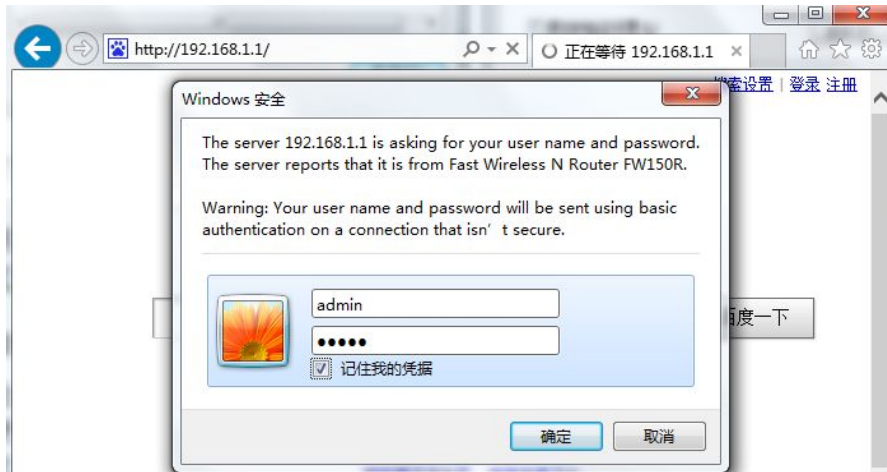 http://192.168.1.1/
正在等待 192.168.1.1
索设置 | 登录 注册
Windows 安全
The server 192.168.1.1 is asking for your user name and password.
The server reports that it is from Fast Wireless N Router FW150R.
Warning: Your user name and password will be sent using basic
authentication on a connection that isn't secure.
admin
●●●●●
记住我的凭据
百度一下
确定
取消